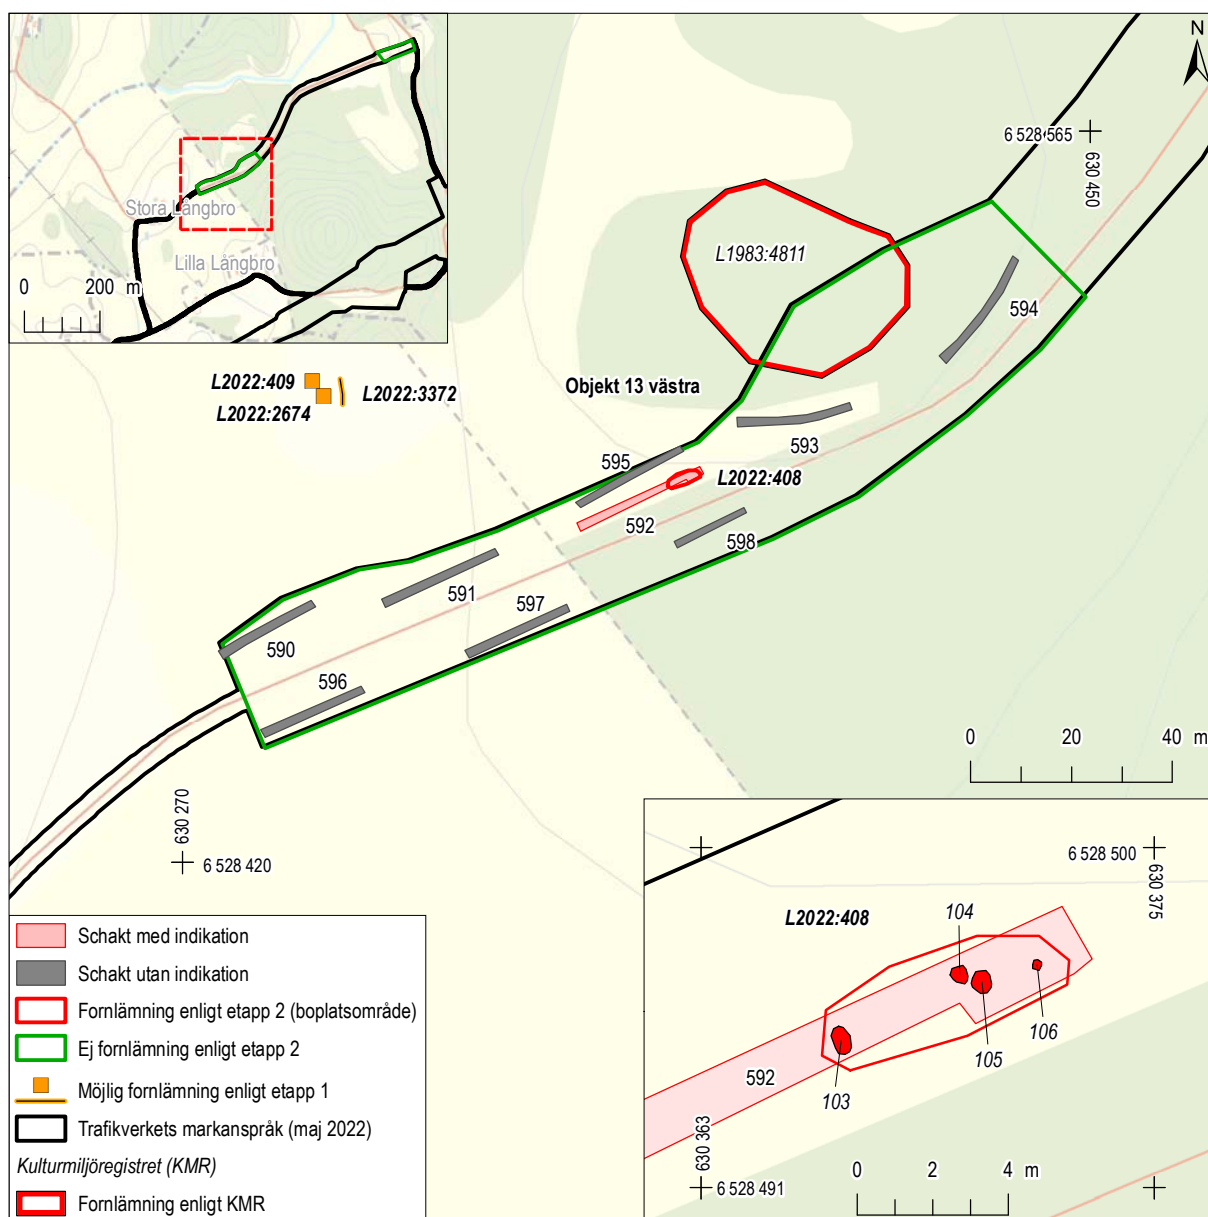 N
Stora Långbro
Lilla Långbro
0 200 m
6 528 565
630 450
L1983:4811
594
L2022:409
L2022:2674
L2022:3372
Objekt 13 västra
593
595
L2022:408
592
598
591
597
590
596
0 20 40 m
630 270
6 528 420
6 528 500
630 375
L2022:408
104
106
105
592
103
630 363
6 528 491
0 2 4 m
Schakt med indikation
Schakt utan indikation
Fornlämning enligt etapp 2 (boplatsområde)
Ej fornlämning enligt etapp 2
Möjlig fornlämning enligt etapp 1
Trafikverkets markanspråk (maj 2022)
Kulturmiljöregistret (KMR)
Fornlämning enligt KMR